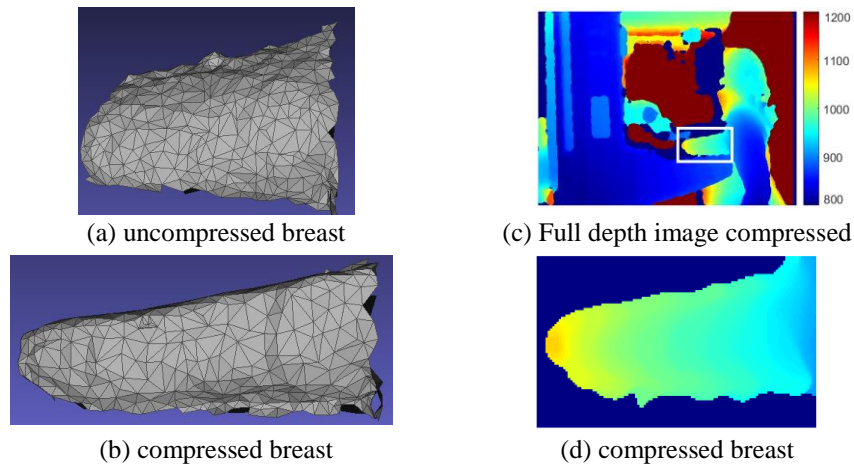 (a) uncompressed breast
1200
1100
1000
900
800
(c) Full depth image compressed
(b) compressed breast
(d) compressed breast